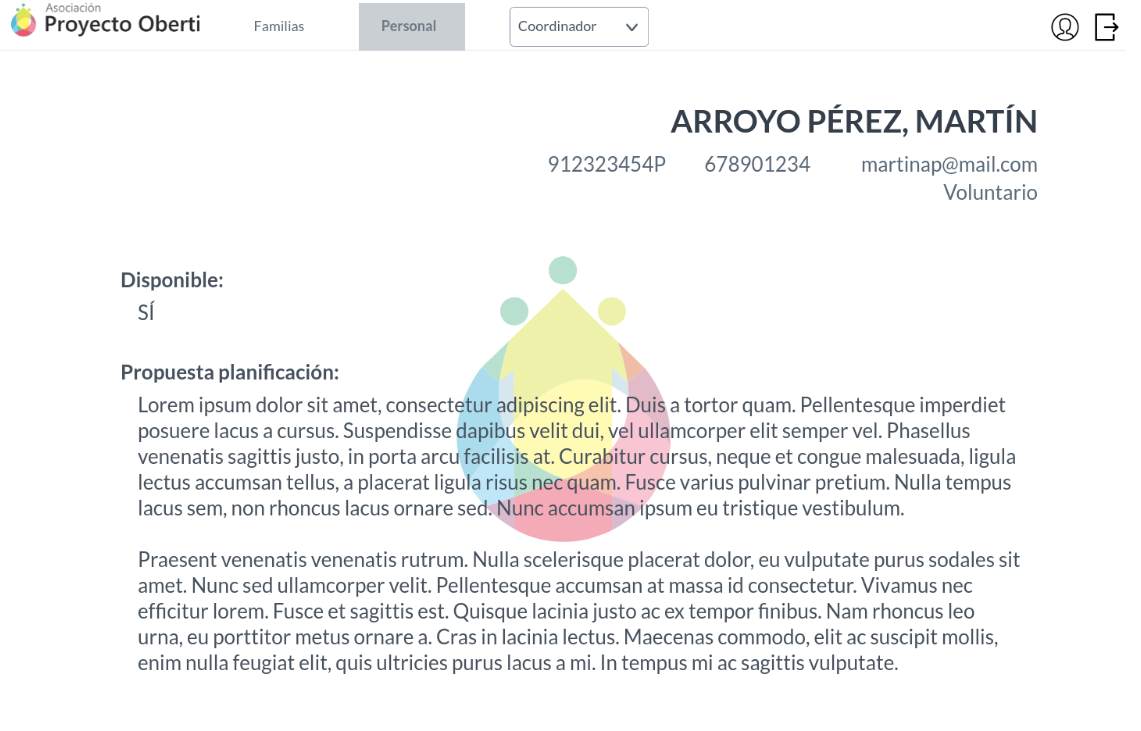 Asociación
Proyecto Oberti
Familias
Personal
Coordinador
ARROYO PÉREZ, MARTÍN
912323454P 678901234 martinap@mail.com
Voluntario
Disponible:
SÍ
Propuesta planificación:
Lorem ipsum dolor sit amet, consectetur adipiscing elit. Duis a tortor quam. Pellentesque imperdiet
posuere lacus a cursus. Suspendisse dapibus velit dui, vel ullamcorper elit semper vel. Phasellus
venenatis sagittis justo, in porta arcu facilisis at. Curabitur cursus, neque et congue malesuada, ligula
lectus accumsan tellus, a placerat ligula risus nec quam. Fusce varius pulvinar pretium. Nulla tempus
lacus sem, non rhoncus lacus ornare sed. Nunc accumsan ipsum eu tristique vestibulum.
Praesent venenatis venenatis rutrum. Nulla scelerisque placerat dolor, eu vulputate purus sodales sit
amet. Nunc sed ullamcorper velit. Pellentesque accumsan at massa id consectetur. Vivamus nec
efficitur lorem. Fusce et sagittis est. Quisque lacinia justo ac ex tempor finibus. Nam rhoncus leo
urna, eu porttitor metus ornare a. Cras in lacinia lectus. Maecenas commodo, elit ac suscipit mollis,
enim nulla feugiat elit, quis ultricies purus lacus a mi. In tempus mi ac sagittis vulputate.